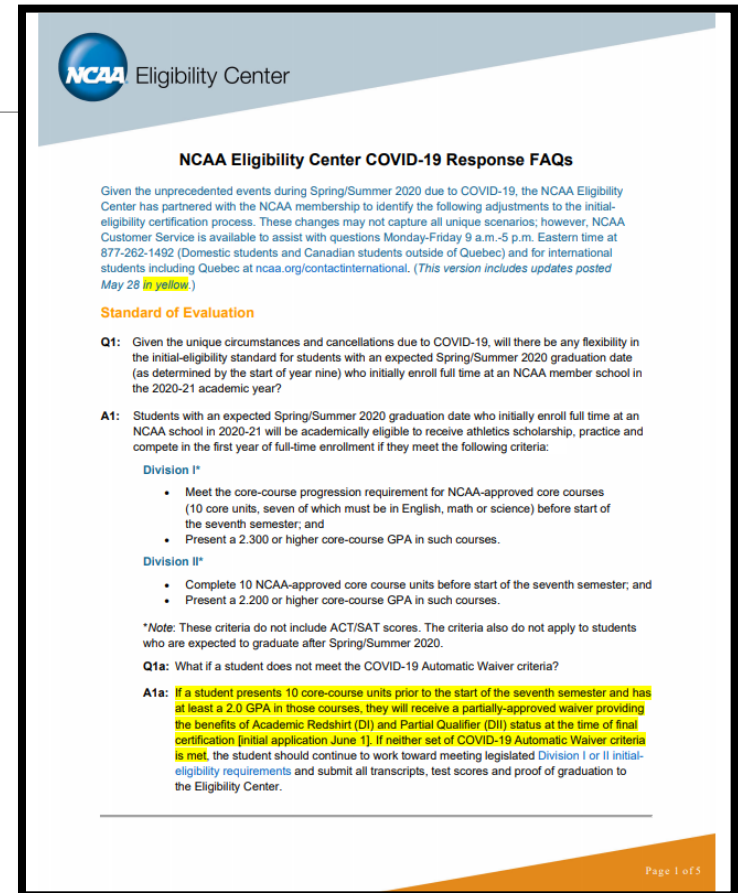 NCAA Eligibility Center
NCAA Eligibility Center COVID-19 Response FAQs
Given the unprecedented events during Spring/Summer 2020 due to COVID-19, the NCAA Eligibility
Center has partnered with the NCAA membership to identify the following adjustments to the initial-
eligibility certification process. These changes may not capture all unique scenarios; however, NCAA
Customer Service is available to assist with questions Monday-Friday 9 a.m.-5 p.m. Eastern time at
877-262-1492 (Domestic students and Canadian students outside of Quebec) and for international
students including Quebec at ncaa.org/contactinternational. (This version includes updates posted
May 28 in yellow.)
Standard of Evaluation
Q1: Given the unique circumstances and cancellations due to COVID-19, will there be any flexibility in
the initial-eligibility standard for students with an expected Spring/Summer 2020 graduation date
(as determined by the start of year nine) who initially enroll full time at an NCAA member school in
the 2020-21 academic year?
A1: Students with an expected Spring/Summer 2020 graduation date who initially enroll full time at an
NCAA school in 2020-21 will be academically eligible to receive athletics scholarship, practice and
compete in the first year of full-time enrollment if they meet the following criteria:
Division I*
• Meet the core-course progression requirement for NCAA-approved core courses
(10 core units, seven of which must be in English, math or science) before start of
the seventh semester; and
• Present a 2.300 or higher core-course GPA in such courses.
Division II*
• Complete 10 NCAA-approved core course units before start of the seventh semester; and
• Present a 2.200 or higher core-course GPA in such courses.
*Note: These criteria do not include ACT/SAT scores. The criteria also do not apply to students
who are expected to graduate after Spring/Summer 2020.
Q1a: What if a student does not meet the COVID-19 Automatic Waiver criteria?
A1a: If a student presents 10 core-course units prior to the start of the seventh semester and has
at least a 2.0 GPA in those courses, they will receive a partially-approved waiver providing
the benefits of Academic Redshirt (DI) and Partial Qualifier (DII) status at the time of final
certification [initial application June 1]. If neither set of COVID-19 Automatic Waiver criteria
is met, the student should continue to work toward meeting legislated Division I or II initial-
eligibility requirements and submit all transcripts, test scores and proof of graduation to
the Eligibility Center.
Page 1 of 5